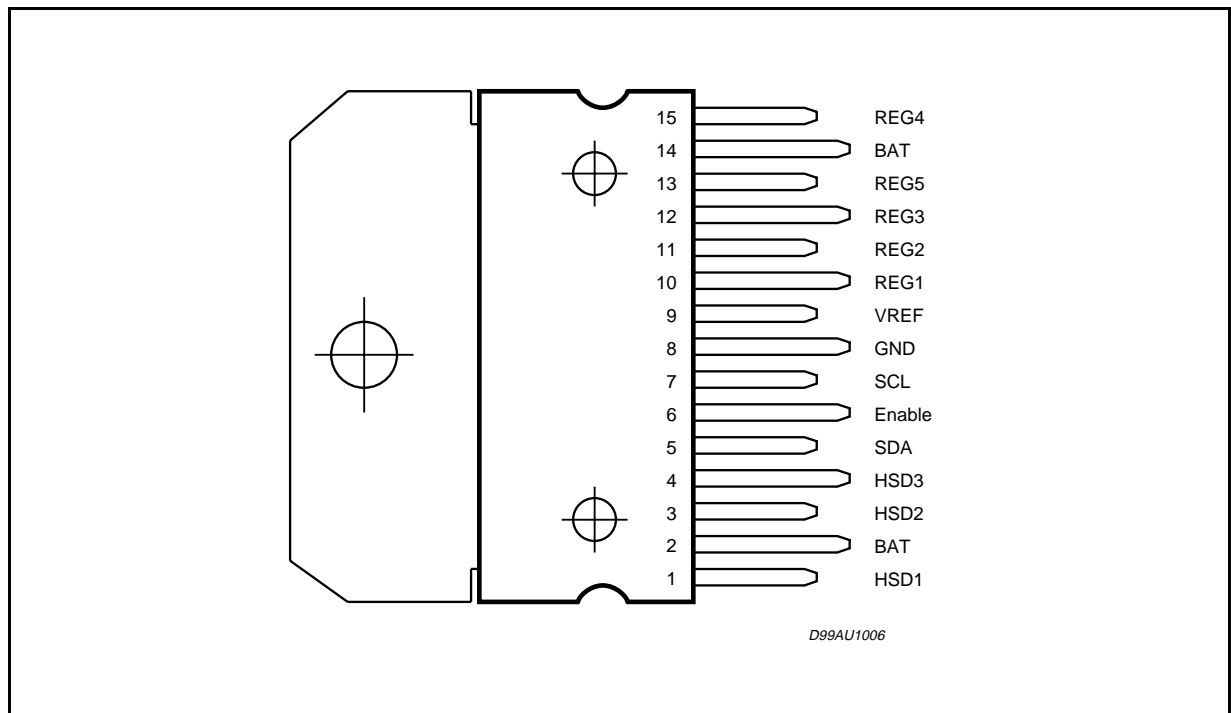 15 REG4
14 BAT
13 REG5
12 REG3
11 REG2
10 REG1
9 VREF
8 GND
7 SCL
6 Enable
5 SDA
4 HSD3
3 HSD2
2 BAT
1 HSD1
D99AU1006